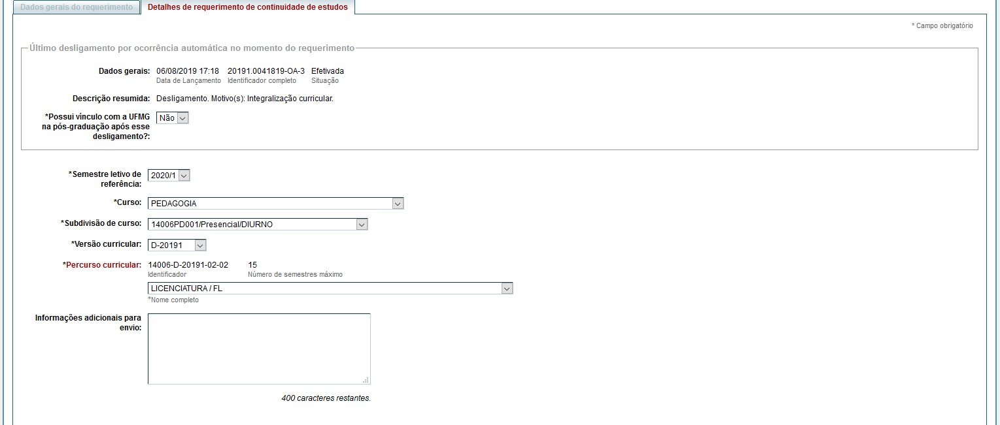 Dados gerais do requerimento Detalhes de requerimento de continuidade de estudos
* Campo obrigatório
Último desligamento por ocorrência automática no momento do requerimento
Dados gerais: 06/08/2019 17:18 20191.0041819-OA-3 Efetivada
Data de Lançamento Identificador completo Situação
Descrição resumida: Desligamento. Motivo(s): Integralização curricular.
*Possui vínculo com a UFMG Não
na pós-graduação após esse
desligamento?:
*Semestre letivo de 2020/1
referência:
*Curso: PEDAGOGIA
*Subdivisão de curso: 14006PD001/Presencial/DIURNO
*Versão curricular: D-20191
*Percurso curricular: 14006-D-20191-02-02 15
Identificador Número de semestres máximo
LICENCIATURA / FL
*Nome completo
Informações adicionais para
envio:
400 caracteres restantes.